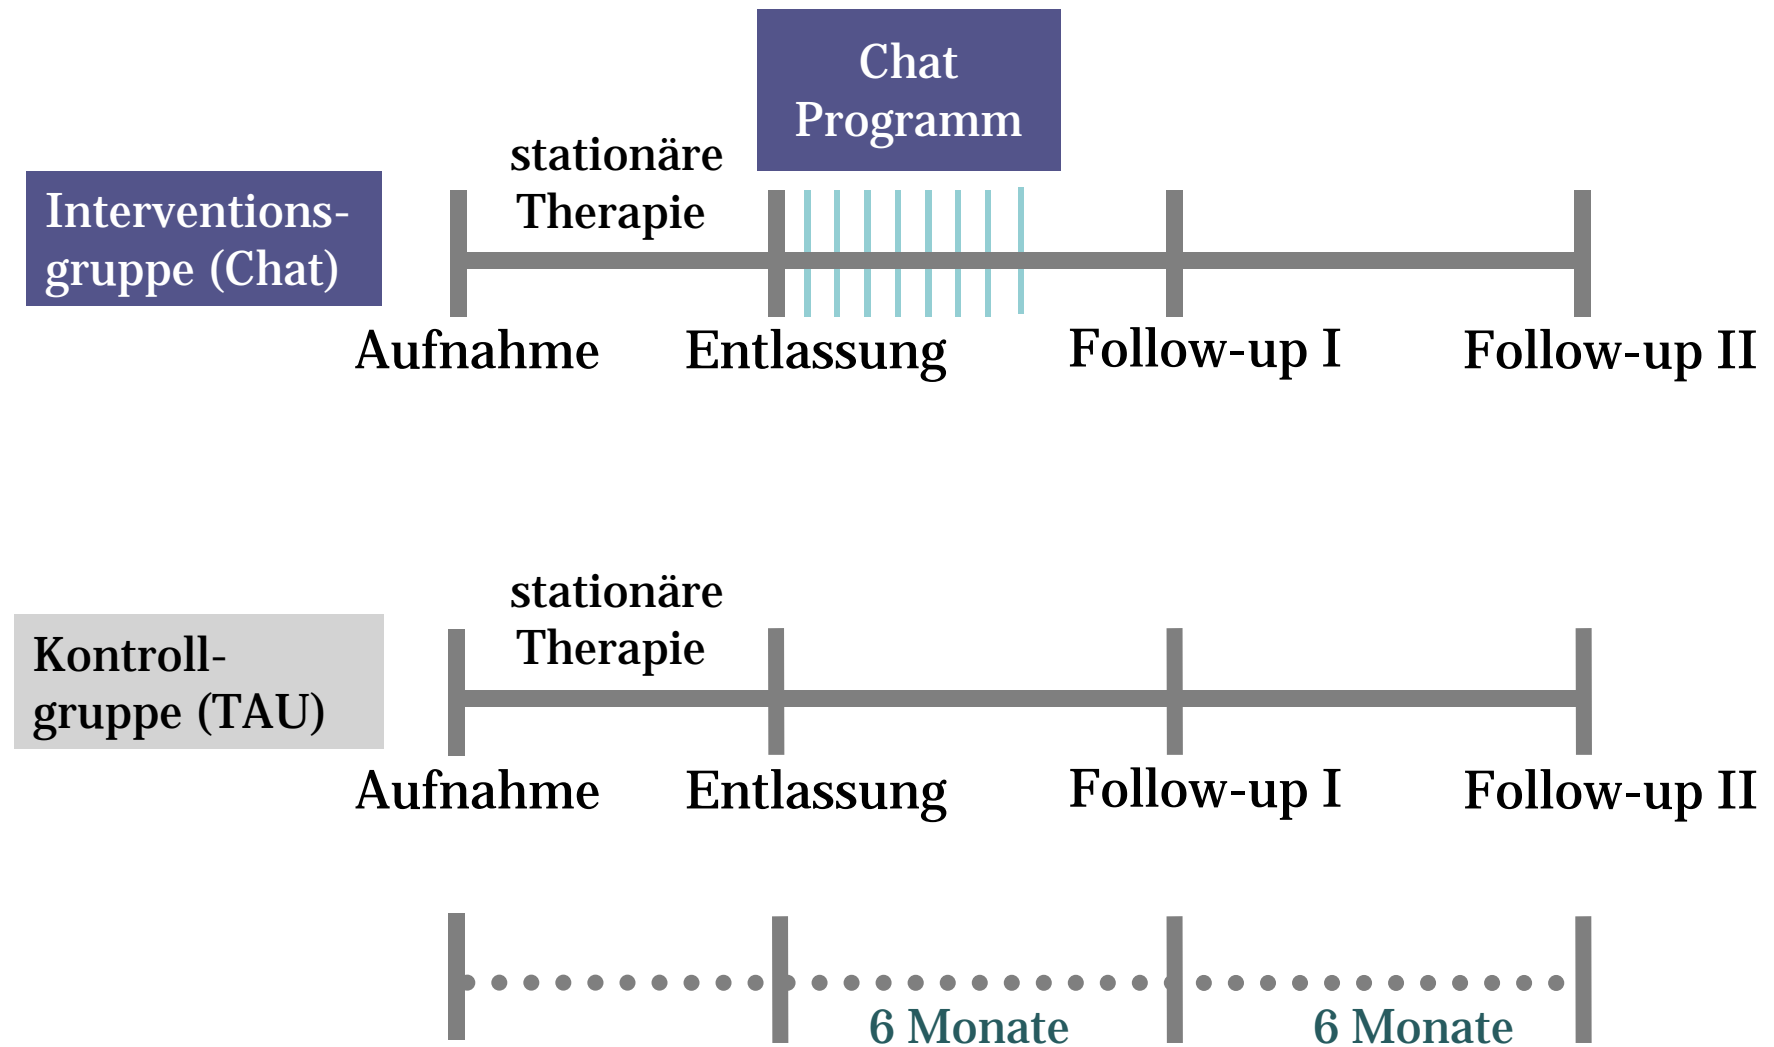 Chat
Programm
stationäre
Therapie
Interventions-
gruppe (Chat)
Aufnahme Entlassung Follow-up I Follow-up II
stationäre
Therapie
Kontroll-
gruppe (TAU)
Aufnahme Entlassung Follow-up I Follow-up II
6 Monate 6 Monate